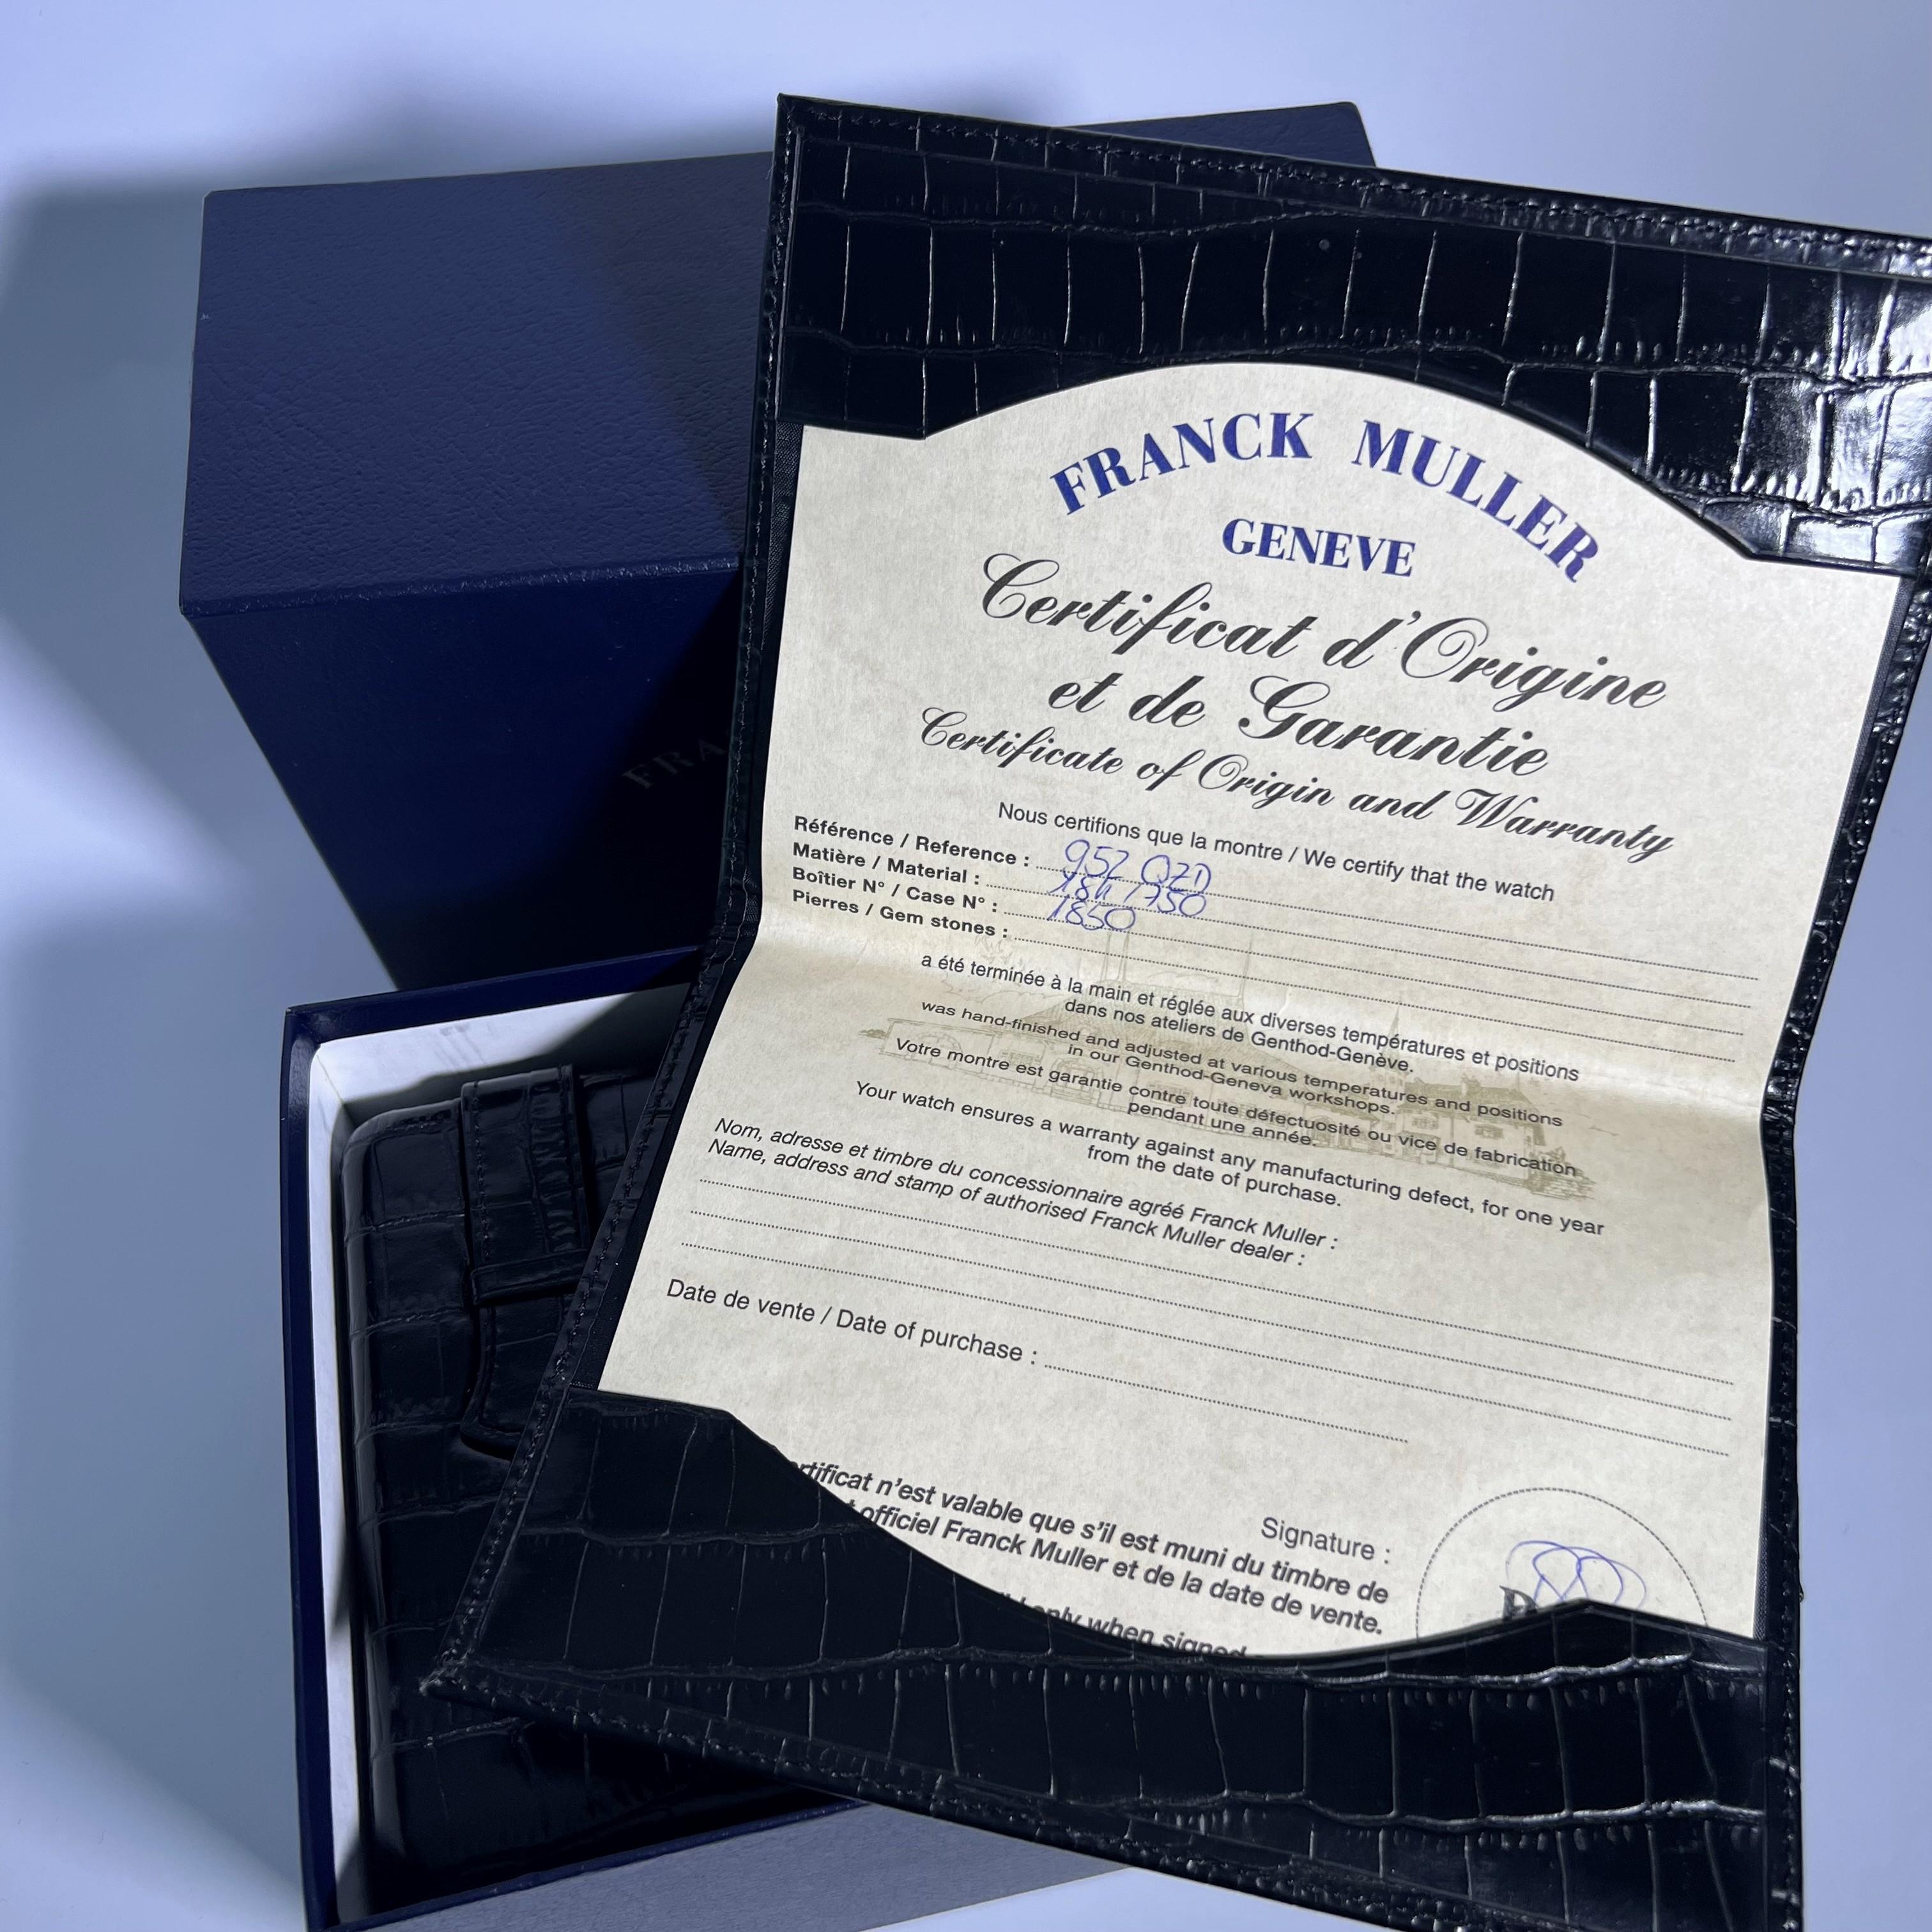 FRA
FRANCK MULLER
GENEVE
Certificat d'Origine
et de Garantie
Certificate of Origin and Warranty
Nous certifions que la montre / We certify that the watch
Référence / Reference : 952 QZD
Matière / Material : 18k / 750
Boîtier N° / Case N° : 1850
Pierres / Gem stones :
a été terminée à la main et réglée aux diverses températures et positions
dans nos ateliers de Genthod-Genève.
was hand-finished and adjusted at various temperatures and positions
in our Genthod-Geneva workshops.
Votre montre est garantie contre toute défectuosité ou vice de fabrication
pendant une année.
Your watch ensures a warranty against any manufacturing defect, for one year
from the date of purchase.
Nom, adresse et timbre du concessionnaire agréé Franck Muller :
Name, address and stamp of authorised Franck Muller dealer :
Date de vente / Date of purchase :
Signature :
rtificat n'est valable que s'il est muni du timbre de
officiel Franck Muller et de la date de vente.
only when signed